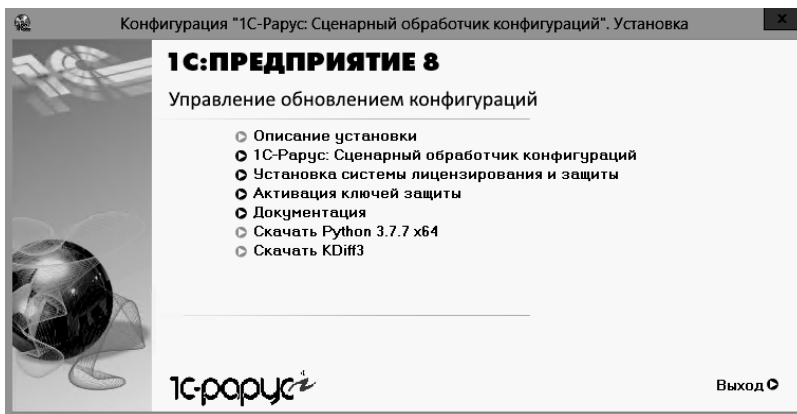 Конфигурация "1С-Рарус: Сценарный обработчик конфигураций". Установка
x
1С
1С:ПРЕДПРИЯТИЕ 8
Управление обновлением конфигураций
Описание установки
1С-Рарус: Сценарный обработчик конфигураций
Установка системы лицензирования и защиты
Активация ключей защиты
Документация
Скачать Python 3.7.7 x64
Скачать KDiff3
1С-рарус
Выход